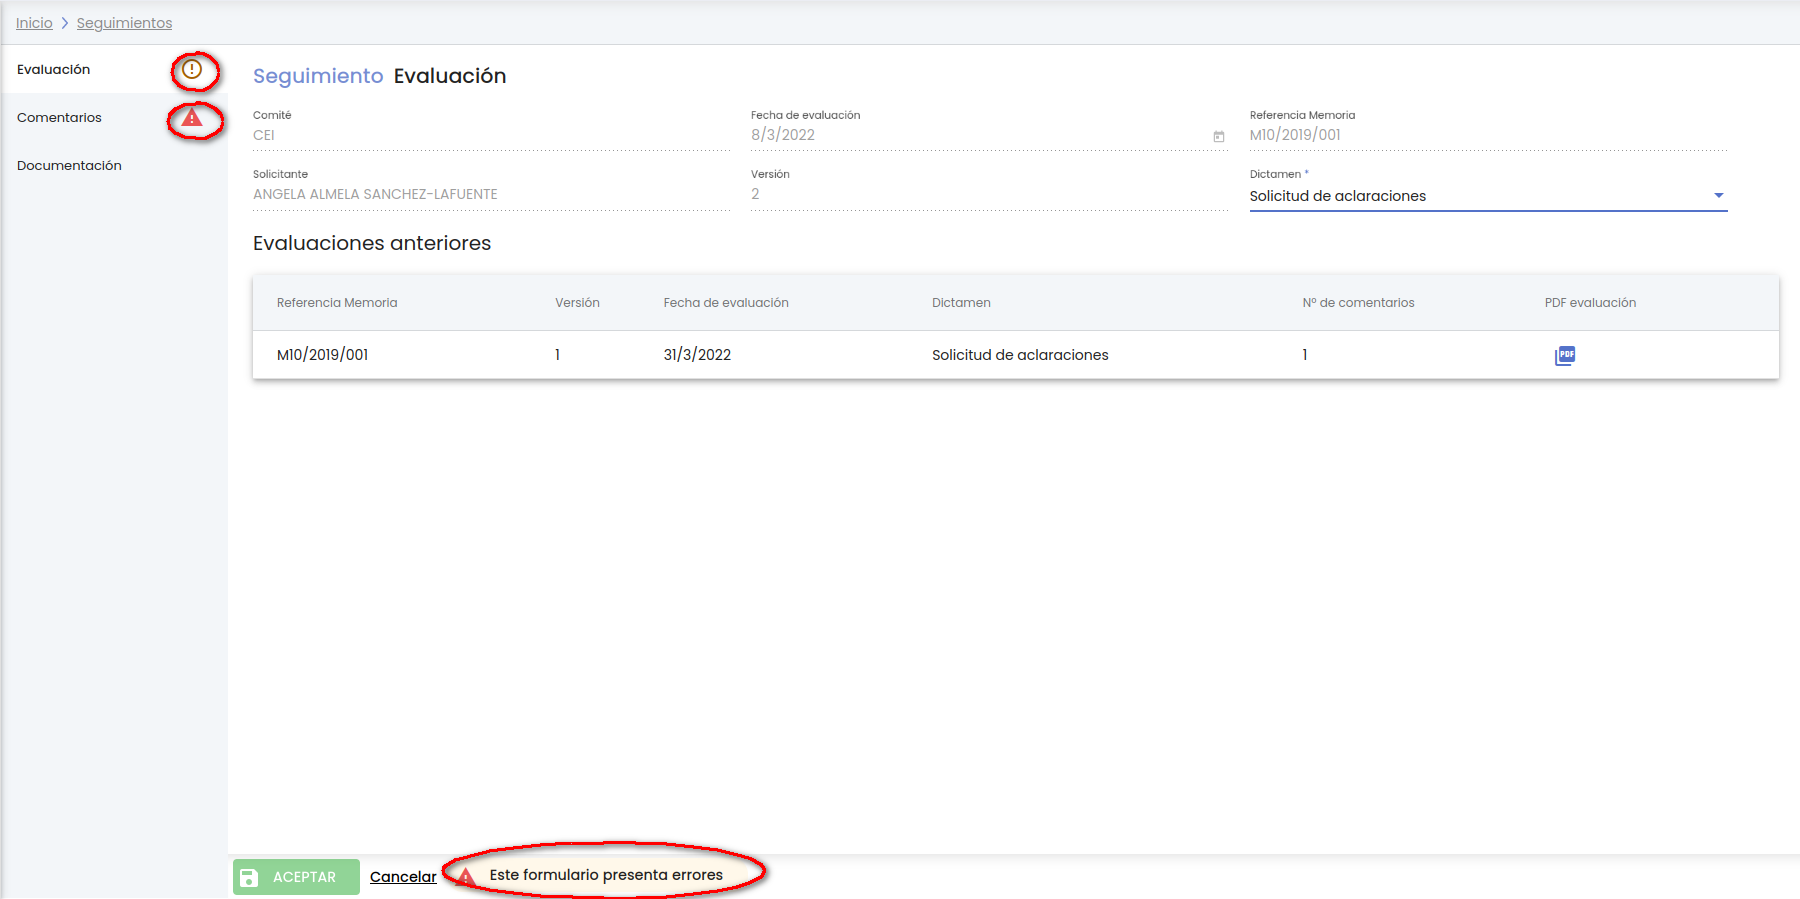 Inicio > Seguimientos
Evaluación
Comentarios
Documentación
Seguimiento Evaluación
Comité Fecha de evaluación Referencia Memoria
CEI 8/3/2022 M10/2019/001
Solicitante Versión Dictamen *
ANGELA ALMELA SANCHEZ-LAFUENTE 2 Solicitud de aclaraciones
Evaluaciones anteriores
Referencia Memoria Versión Fecha de evaluación Dictamen Nº de comentarios PDF evaluación
M10/2019/001 1 31/3/2022 Solicitud de aclaraciones 1 PDF
ACEPTAR Cancelar Este formulario presenta errores